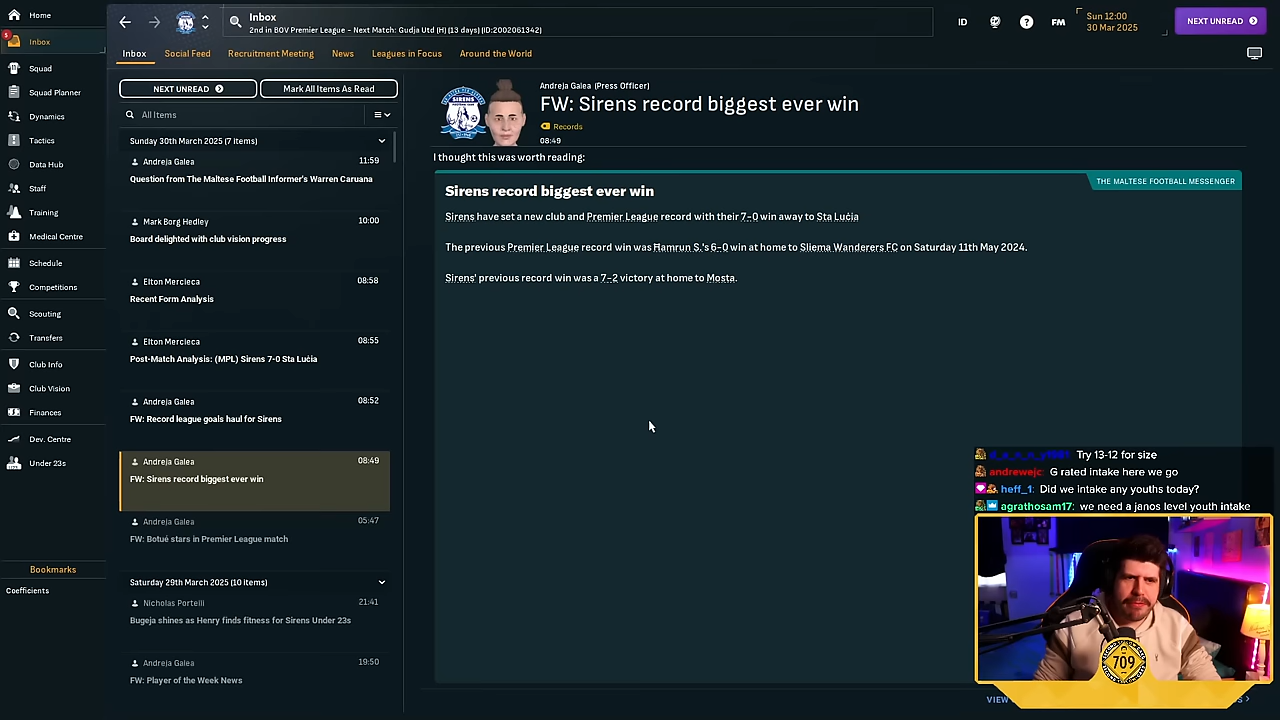 Home
Inbox
Squad
Squad Planner
Dynamics
Tactics
Data Hub
Staff
Training
Medical Centre
Schedule
Competitions
Scouting
Transfers
Club Info
Club Vision
Finances
Dev. Centre
Under 23s
Bookmarks
Coefficients
Inbox
2nd in BOV Premier League - Next Match: Gudja Utd (H) (13 days) (ID:2002061342)
ID
FM
Sun 12:00
30 Mar 2025
NEXT UNREAD
Inbox
Social Feed
Recruitment Meeting
News
Leagues in Focus
Around the World
NEXT UNREAD
Mark All Items As Read
All Items
Sunday 30th March 2025 (7 items)
Andreja Galea 11:59
Question from The Maltese Football Informer's Warren Caruana
Mark Borg Hedley 10:00
Board delighted with club vision progress
Elton Mercieca 08:58
Recent Form Analysis
Elton Mercieca 08:55
Post-Match Analysis: (MPL) Sirens 7-0 Sta Luċia
Andreja Galea 08:52
FW: Record league goals haul for Sirens
Andreja Galea 08:49
FW: Sirens record biggest ever win
Andreja Galea 05:47
FW: Botué stars in Premier League match
Saturday 29th March 2025 (10 items)
Nicholas Portelli 21:41
Bugeja shines as Henry finds fitness for Sirens Under 23s
Andreja Galea 19:50
FW: Player of the Week News
SIRENS
Andreja Galea (Press Officer)
FW: Sirens record biggest ever win
Records
08:49
I thought this was worth reading:
THE MALTESE FOOTBALL MESSENGER
Sirens record biggest ever win
Sirens have set a new club and Premier League record with their 7-0 win away to Sta Luċia
The previous Premier League record win was Ħamrun S.'s 6-0 win at home to Sliema Wanderers FC on Saturday 11th May 2024.
Sirens' previous record win was a 7-2 victory at home to Mosta.
Try 13-12 for size
andrewejc: G rated intake here we go
heff_1: Did we intake any youths today?
agrathosam17: we need a janos level youth intake
709
VIEW